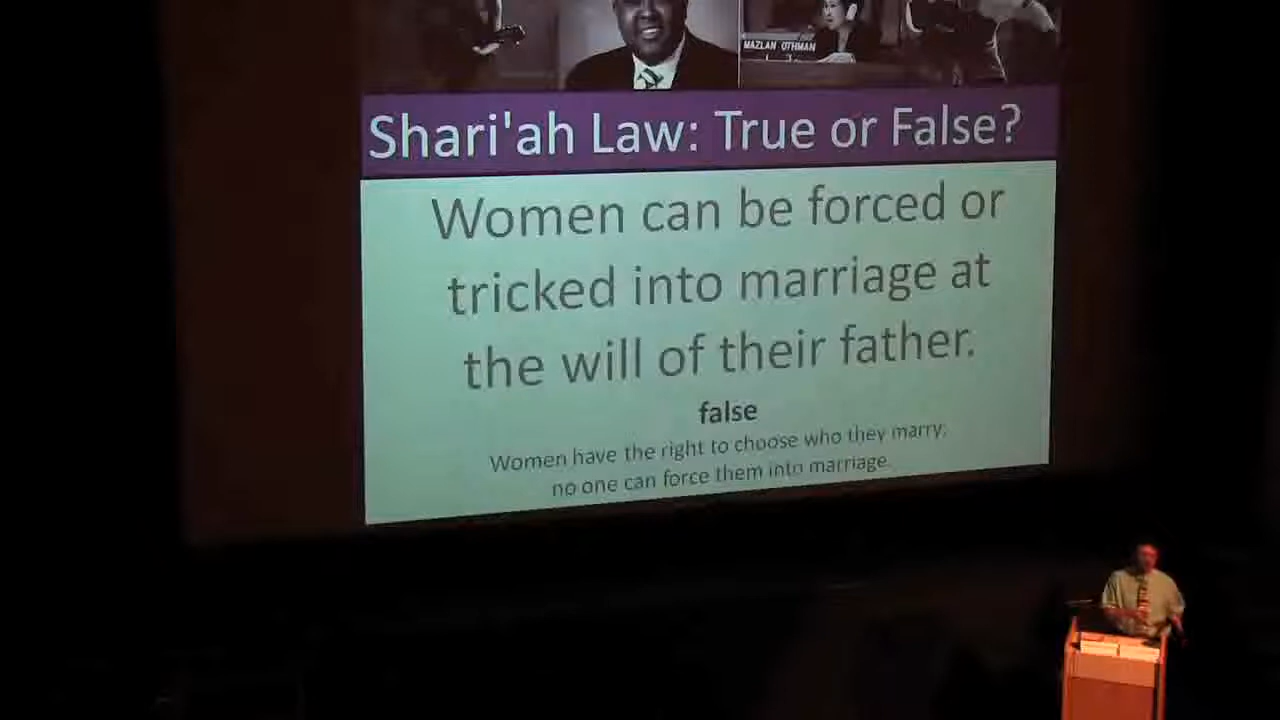 MAZLAN OTHMAN
Shari'ah Law: True or False?
Women can be forced or
tricked into marriage at
the will of their father.
false
Women have the right to choose who they marry;
no one can force them into marriage.